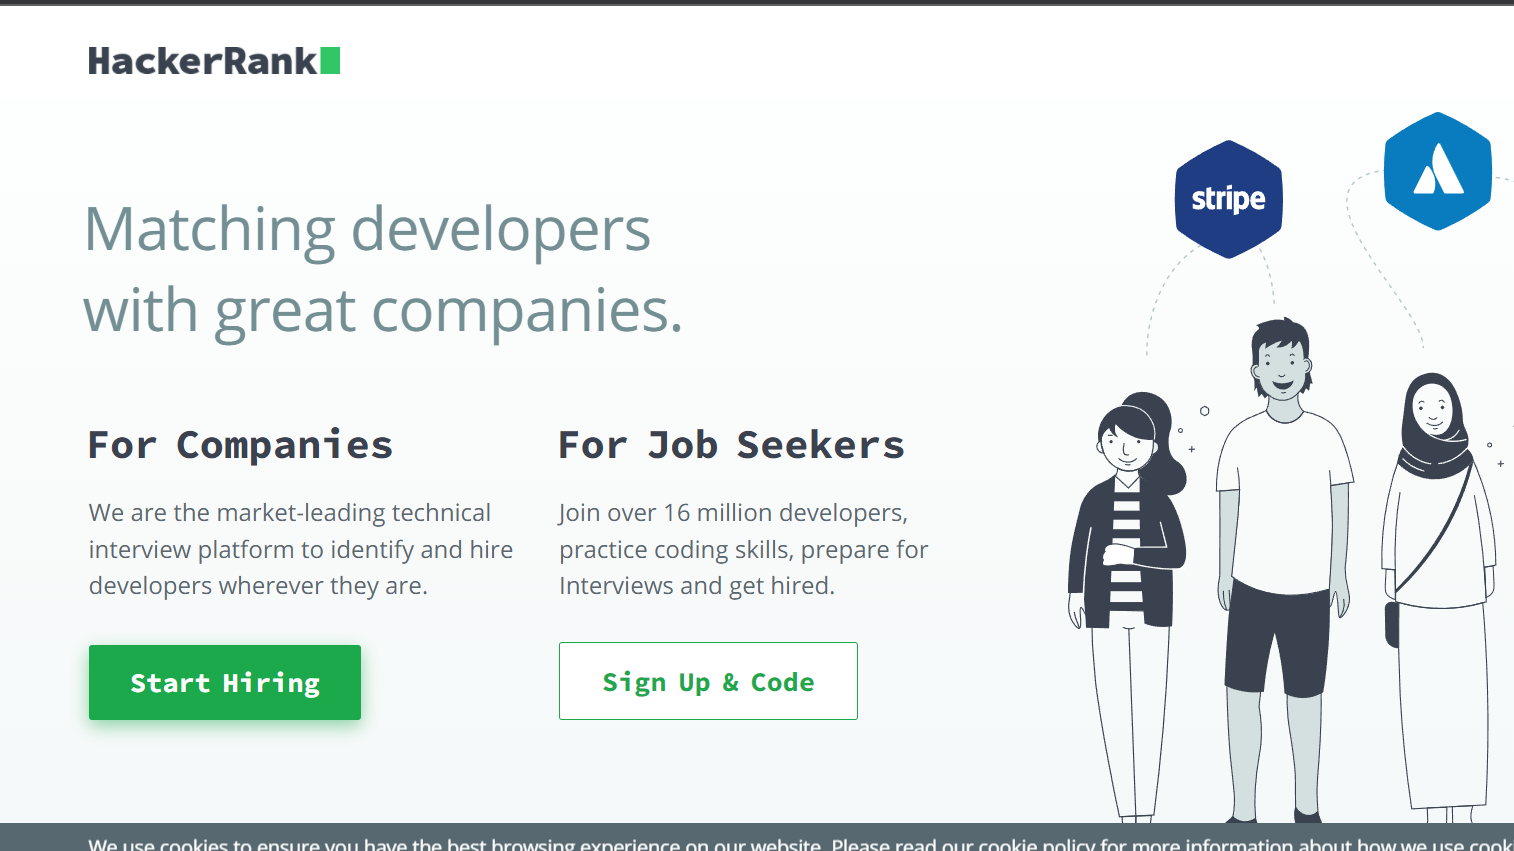 HackerRank
stripe
Matching developers
with great companies.
For Companies
We are the market-leading technical
interview platform to identify and hire
developers wherever they are.
Start Hiring
For Job Seekers
Join over 16 million developers,
practice coding skills, prepare for
Interviews and get hired.
Sign Up & Code
We use cookies to ensure you have the best browsing experience on our website. Please read our cookie policy for more information about how we use